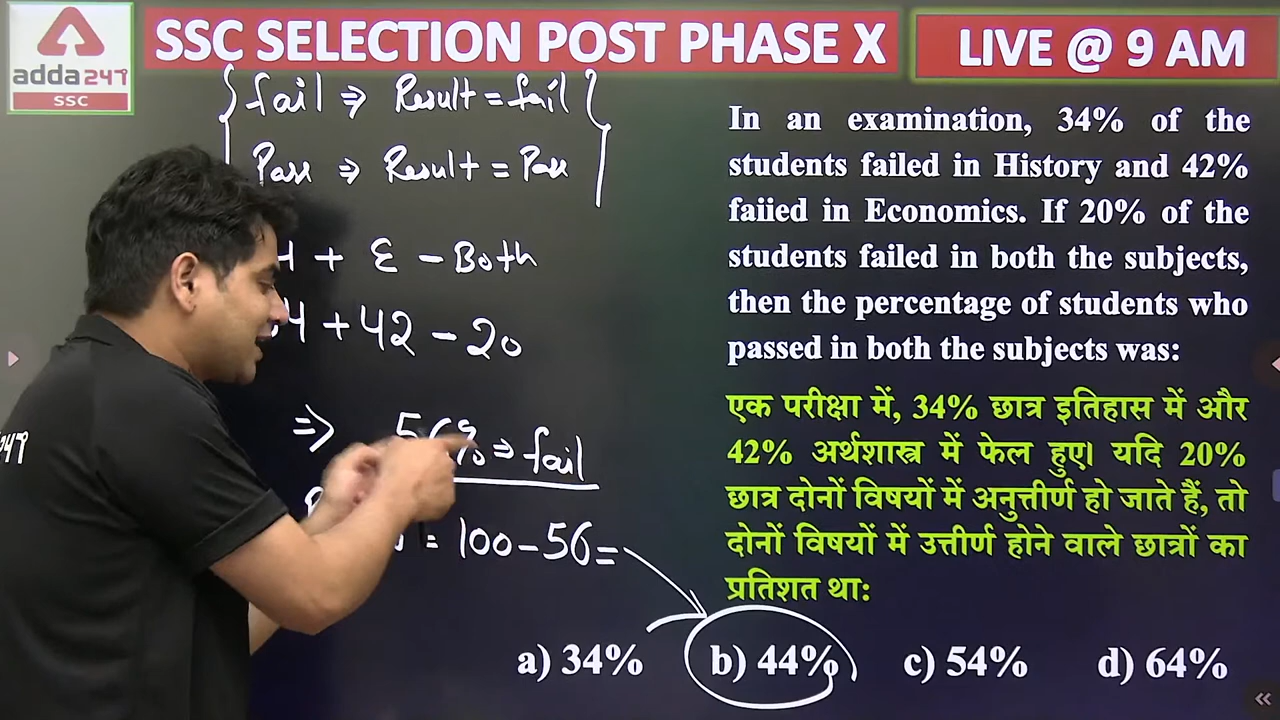 adda247
SSC
SSC SELECTION POST PHASE X
LIVE @ 9 AM
fail ⇒ Result = fail
Pass ⇒ Result = Pass
H + E - Both
4 + 42 - 20
⇒ 56% ⇒ fail
= 100 - 56 =
In an examination, 34% of the
students failed in History and 42%
faiied in Economics. If 20% of the
students failed in both the subjects,
then the percentage of students who
passed in both the subjects was:
एक परीक्षा में, 34% छात्र इतिहास में और
42% अर्थशास्त्र में फेल हुए। यदि 20%
छात्र दोनों विषयों में अनुत्तीर्ण हो जाते हैं, तो
दोनों विषयों में उत्तीर्ण होने वाले छात्रों का
प्रतिशत था:
a) 34% b) 44% c) 54% d) 64%
247